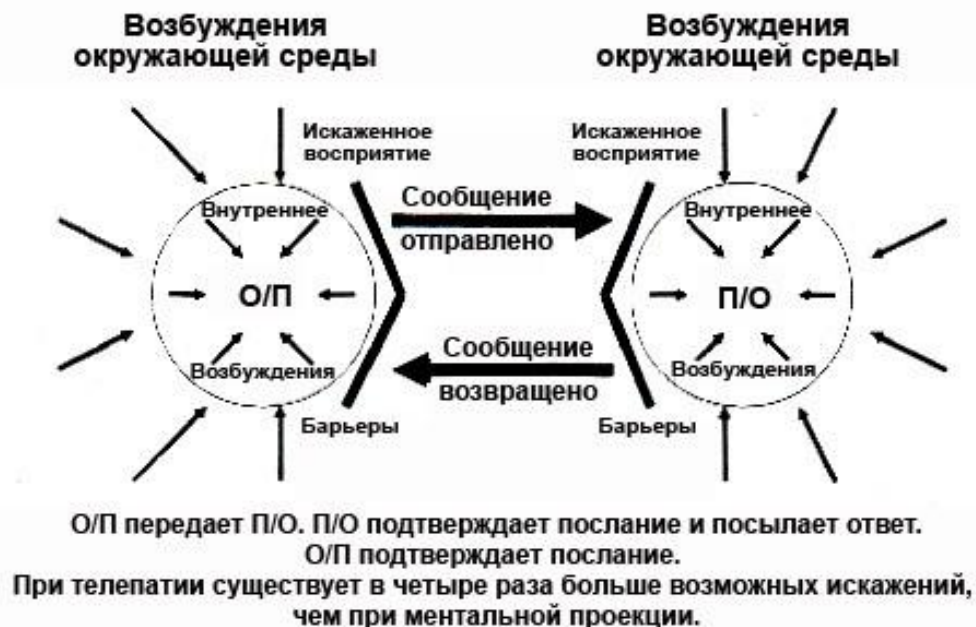 Возбуждения
окружающей среды
Возбуждения
окружающей среды
Искаженное
восприятие
Искаженное
восприятие
Внутреннее
Сообщение
отправлено
Внутреннее
О/П
П/О
Возбуждения
Сообщение
возвращено
Возбуждения
Барьеры
Барьеры
О/П передает П/О. П/О подтверждает послание и посылает ответ.
О/П подтверждает послание.
При телепатии существует в четыре раза больше возможных искажений,
чем при ментальной проекции.